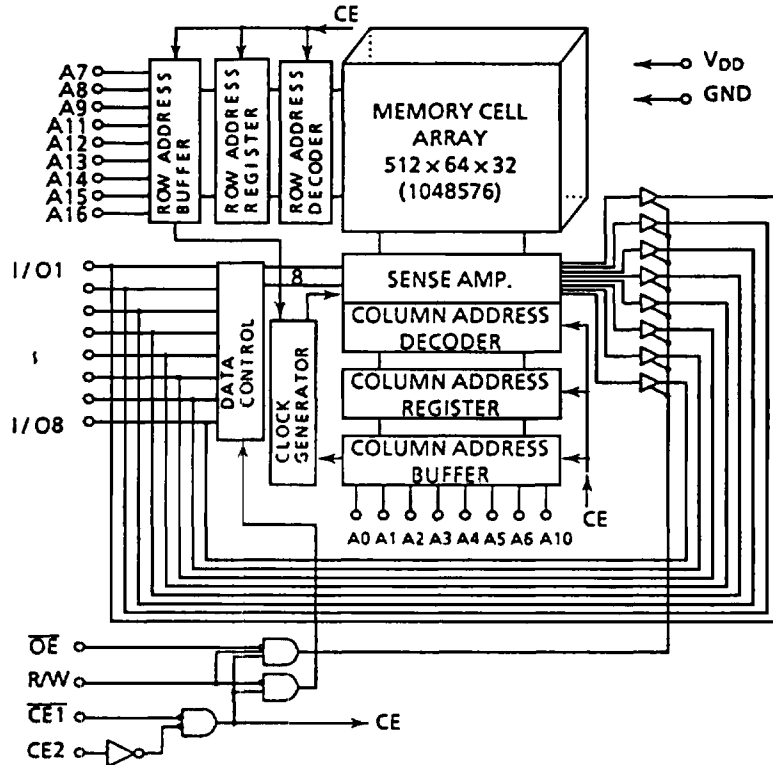 CE
A7
A8
A9
A11
A12
A13
A14
A15
A16
ROW ADDRESS
BUFFER
ROW ADDRESS
REGISTER
ROW ADDRESS
DECODER
MEMORY CELL
ARRAY
512 x 64 x 32
(1048576)
VDD
GND
I/O1
I/O8
DATA
CONTROL
8
CLOCK
GENERATOR
SENSE AMP.
COLUMN ADDRESS
DECODER
COLUMN ADDRESS
REGISTER
COLUMN ADDRESS
BUFFER
CE
A0 A1 A2 A3 A4 A5 A6 A10
O̅E̅
R/W
C̅E̅1̅
CE2
CE